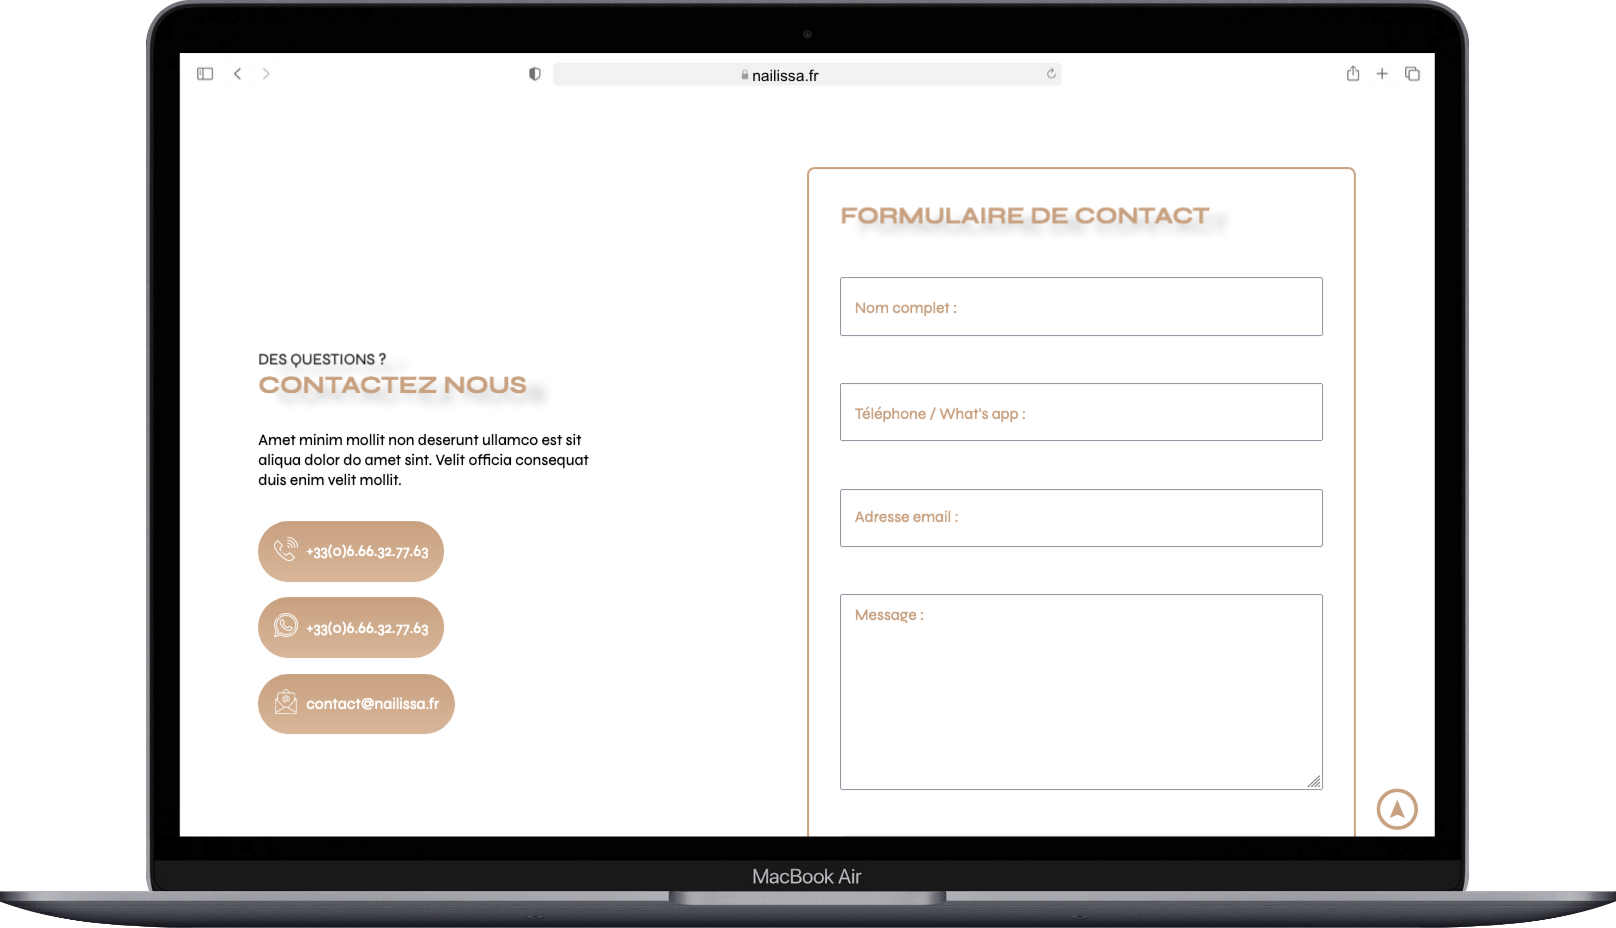 nailissa.fr
DES QUESTIONS ?
CONTACTEZ NOUS
Amet minim mollit non deserunt ullamco est sit
aliqua dolor do amet sint. Velit officia consequat
duis enim velit mollit.
+33(0)6.66.32.77.63
+33(0)6.66.32.77.63
contact@nailissa.fr
FORMULAIRE DE CONTACT
Nom complet :
Téléphone / What's app :
Adresse email :
Message :
MacBook Air